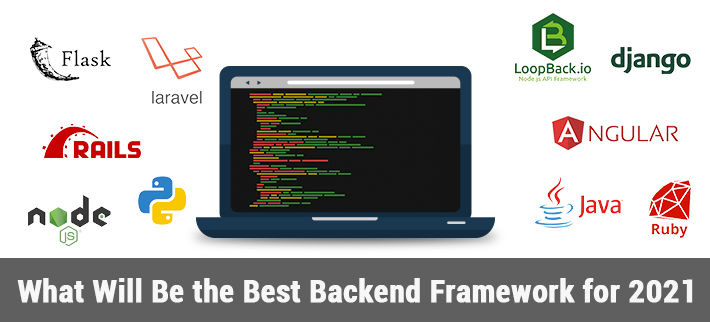 Flask
laravel
RAILS
node
JS
LoopBack.io
Node.js API Framework
django
ANGULAR
Java
Ruby
What Will Be the Best Backend Framework for 2021